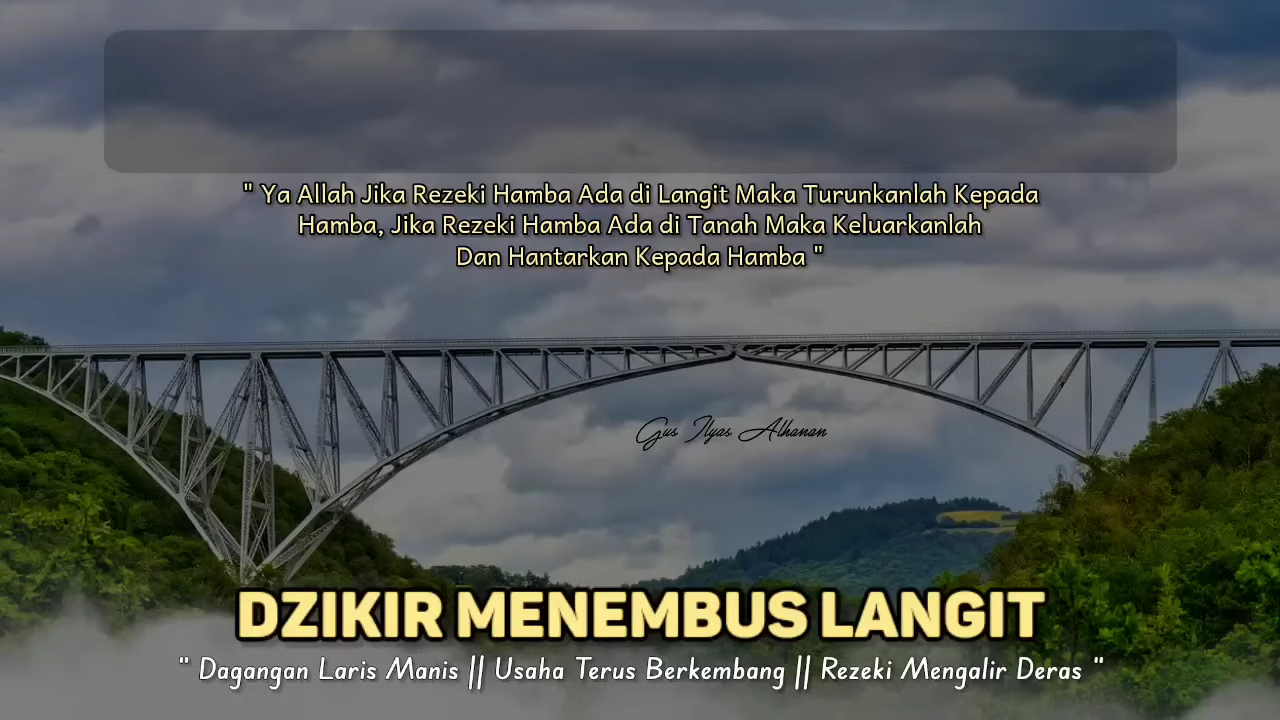 " Ya Allah Jika Rezeki Hamba Ada di Langit Maka Turunkanlah Kepada
Hamba, Jika Rezeki Hamba Ada di Tanah Maka Keluarkanlah
Dan Hantarkan Kepada Hamba "
Gus Ilyas Alhanan
DZIKIR MENEMBUS LANGIT
" Dagangan Laris Manis || Usaha Terus Berkembang || Rezeki Mengalir Deras "